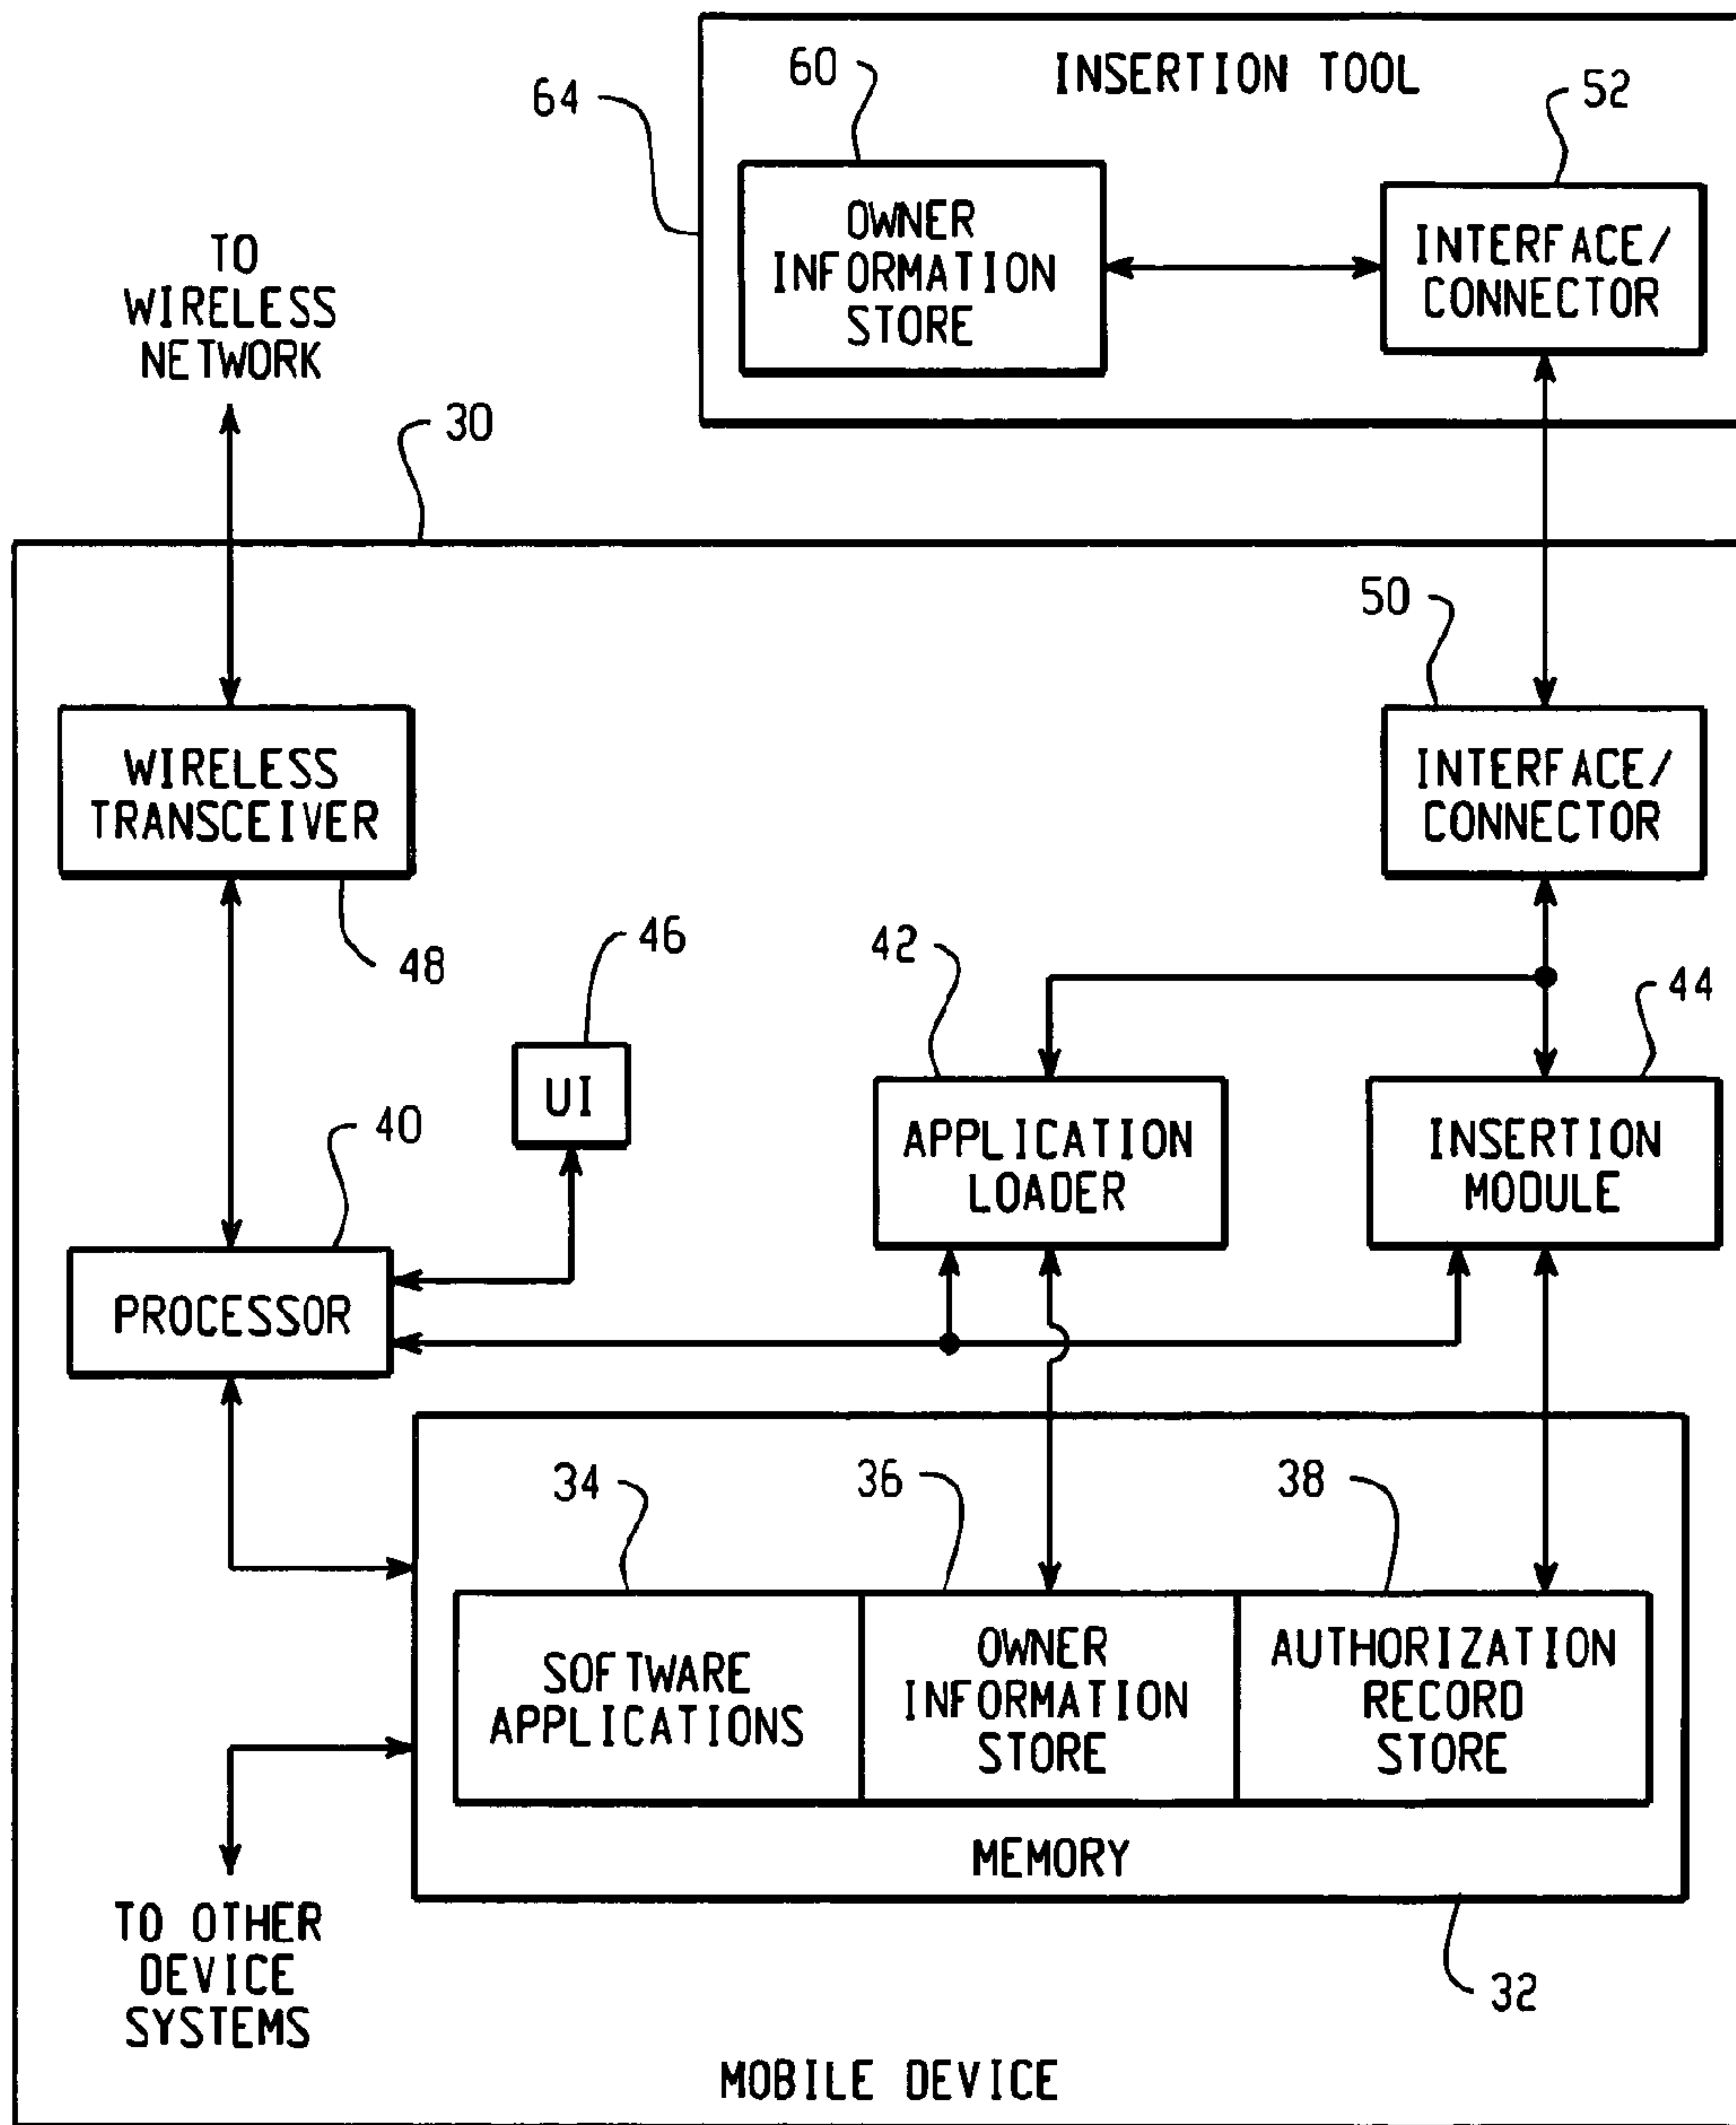 INSERTION TOOL
60
52
64
OWNER
INFORMATION
STORE
INTERFACE/
CONNECTOR
TO
WIRELESS
NETWORK
30
50
WIRELESS
TRANSCEIVER
INTERFACE/
CONNECTOR
48
46
42
44
UI
40
APPLICATION
LOADER
INSERTION
MODULE
PROCESSOR
34
36
38
SOFTWARE
APPLICATIONS
OWNER
INFORMATION
STORE
AUTHORIZATION
RECORD
STORE
MEMORY
TO OTHER
DEVICE
SYSTEMS
32
MOBILE DEVICE